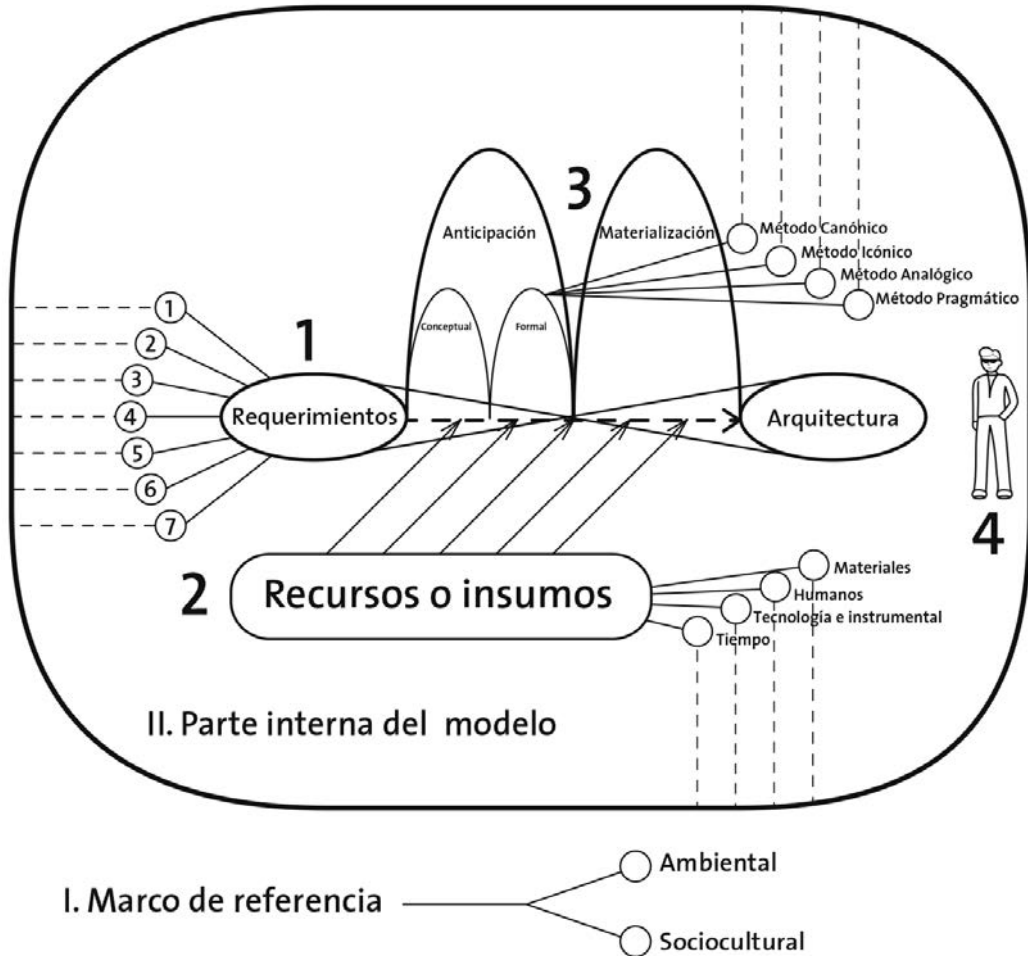 3
Anticipación
Materialización
Método Canónico
Método Icónico
Método Analógico
Método Pragmático
Conceptual
Formal
1
2
3
4
5
6
7
1
Requerimientos
Arquitectura
4
2
Recursos o insumos
Materiales
Humanos
Tecnología e instrumental
Tiempo
II. Parte interna del modelo
I. Marco de referencia
Ambiental
Sociocultural